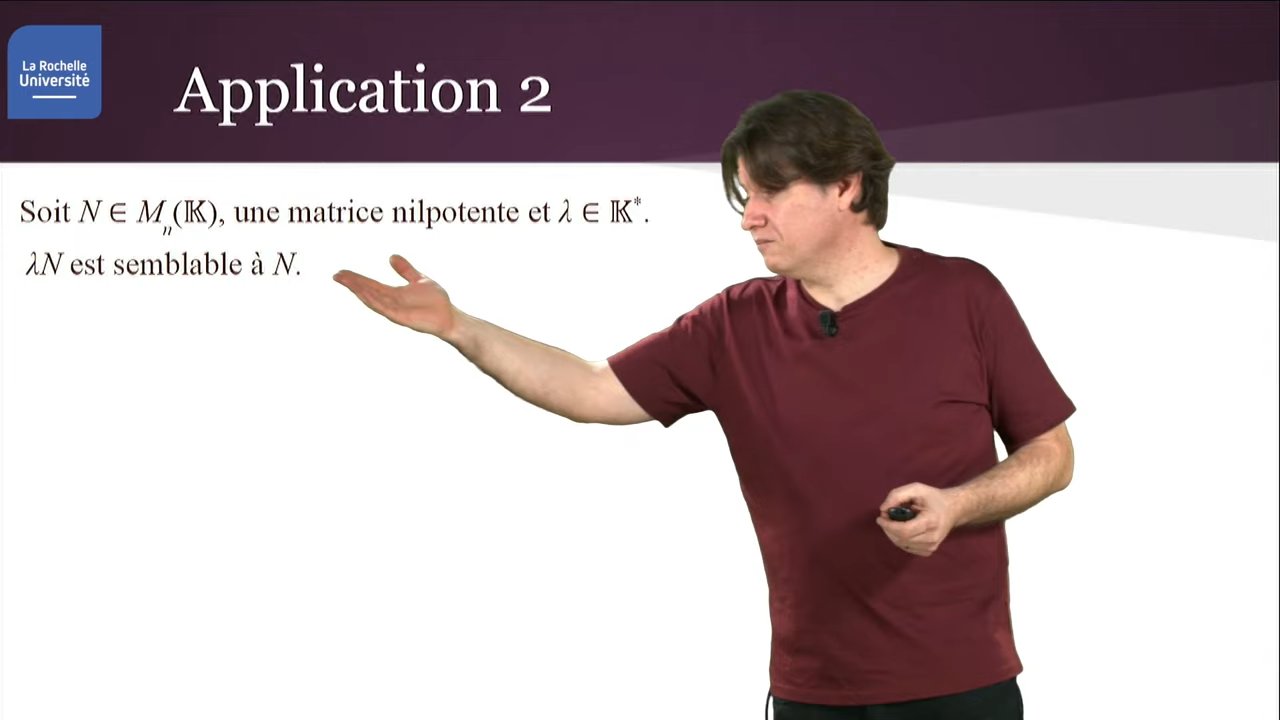 La Rochelle
Université
Application 2
Soit N ∈ Mₙ(𝕂), une matrice nilpotente et λ ∈ 𝕂*.
λN est semblable à N.